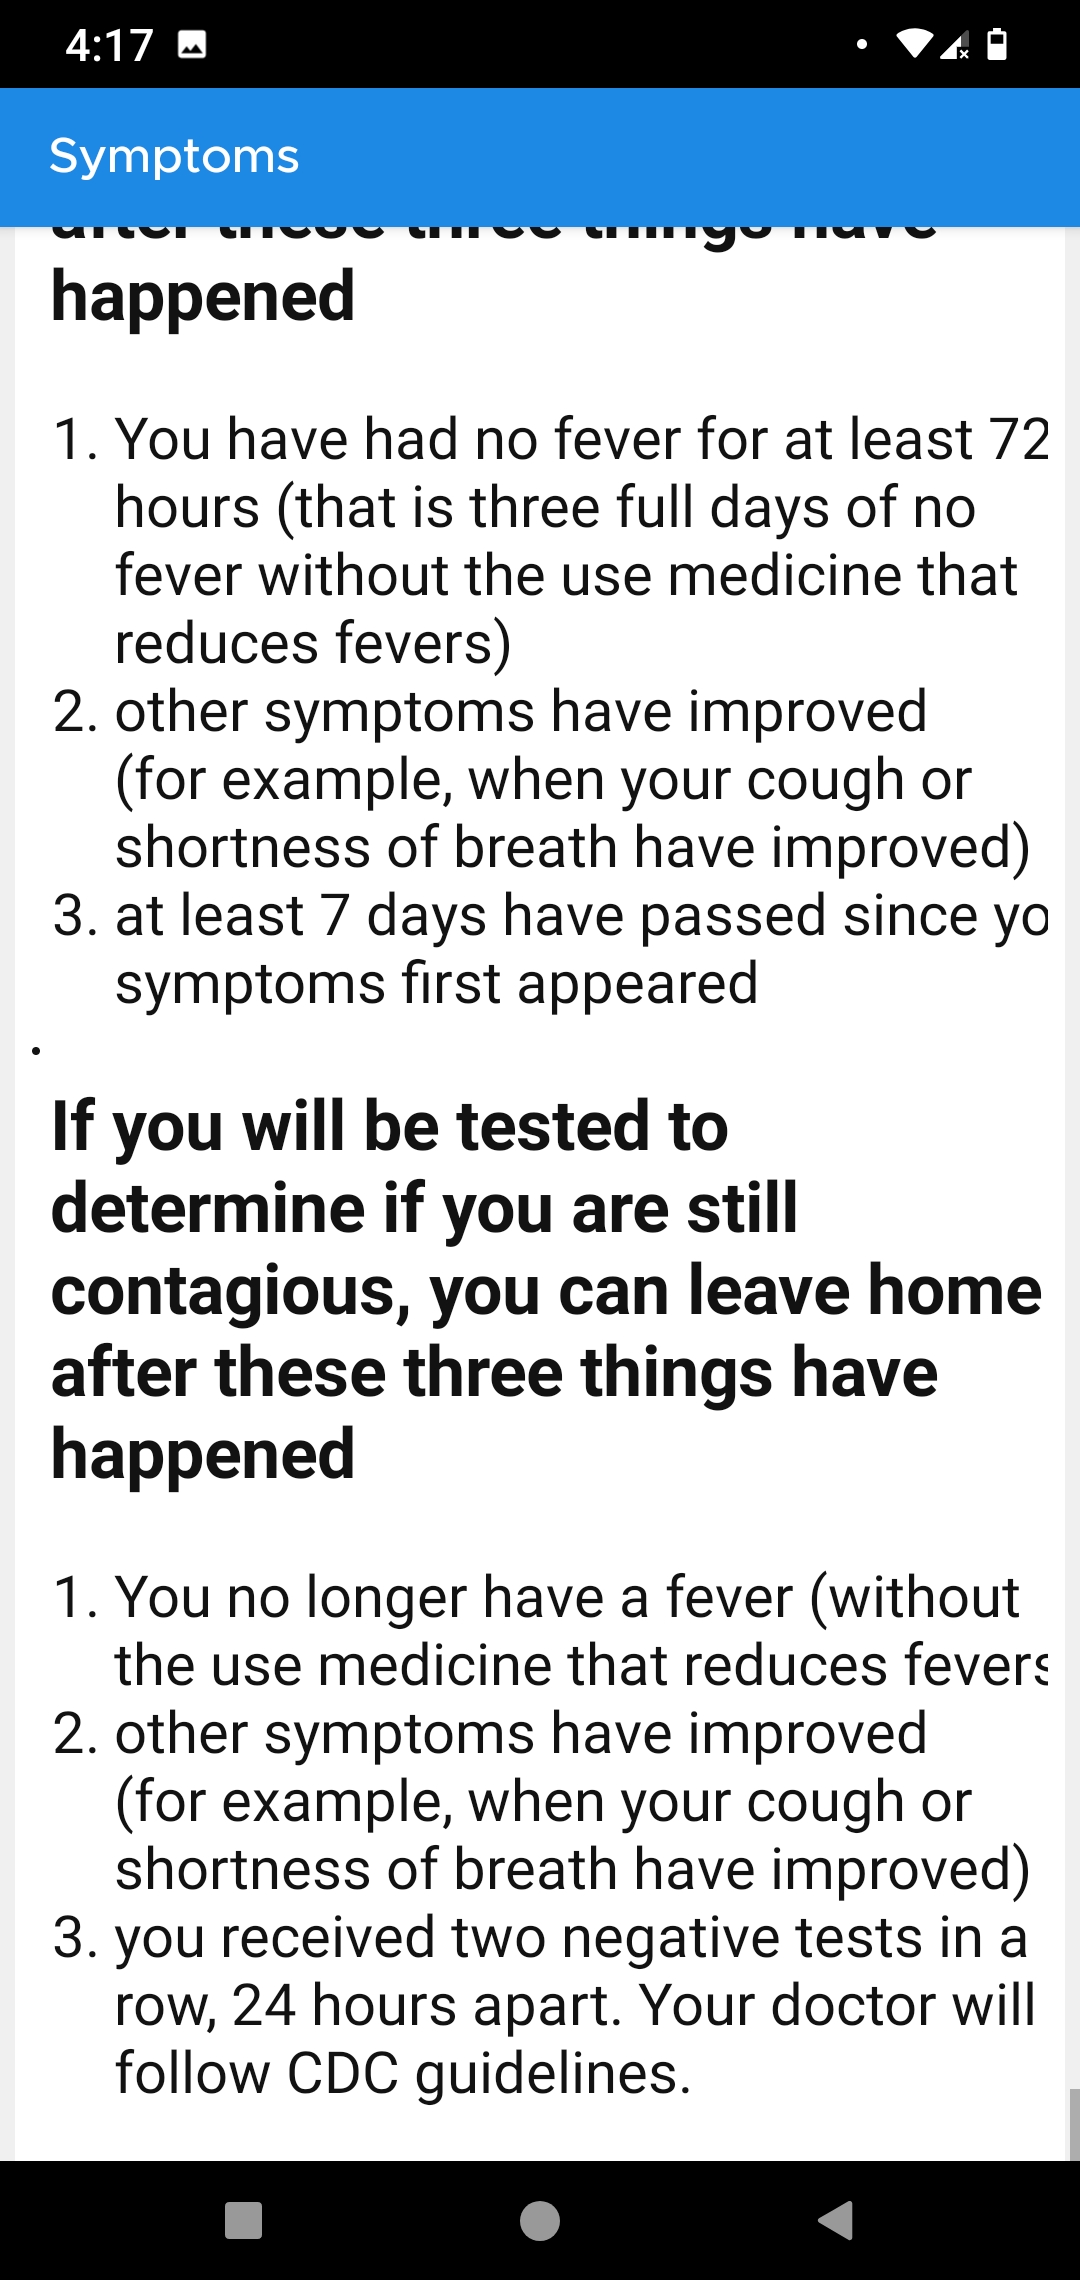 4:17
Symptoms
after these three things have
happened
1. You have had no fever for at least 72
hours (that is three full days of no
fever without the use medicine that
reduces fevers)
2. other symptoms have improved
(for example, when your cough or
shortness of breath have improved)
3. at least 7 days have passed since yo
symptoms first appeared
If you will be tested to
determine if you are still
contagious, you can leave home
after these three things have
happened
1. You no longer have a fever (without
the use medicine that reduces fevers
2. other symptoms have improved
(for example, when your cough or
shortness of breath have improved)
3. you received two negative tests in a
row, 24 hours apart. Your doctor will
follow CDC guidelines.